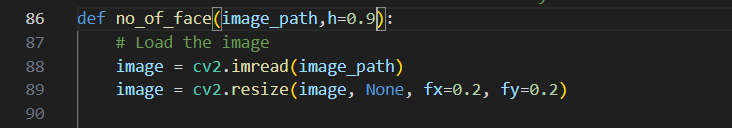 86 def no_of_face(image_path,h=0.9):
87     # Load the image
88     image = cv2.imread(image_path)
89     image = cv2.resize(image, None, fx=0.2, fy=0.2)
90